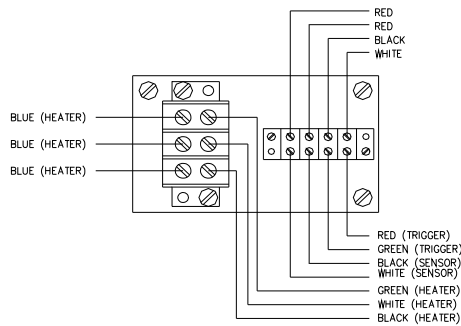 RED
RED
BLACK
WHITE
BLUE (HEATER)
BLUE (HEATER)
BLUE (HEATER)
RED (TRIGGER)
GREEN (TRIGGER)
BLACK (SENSOR)
WHITE (SENSOR)
GREEN (HEATER)
WHITE (HEATER)
BLACK (HEATER)